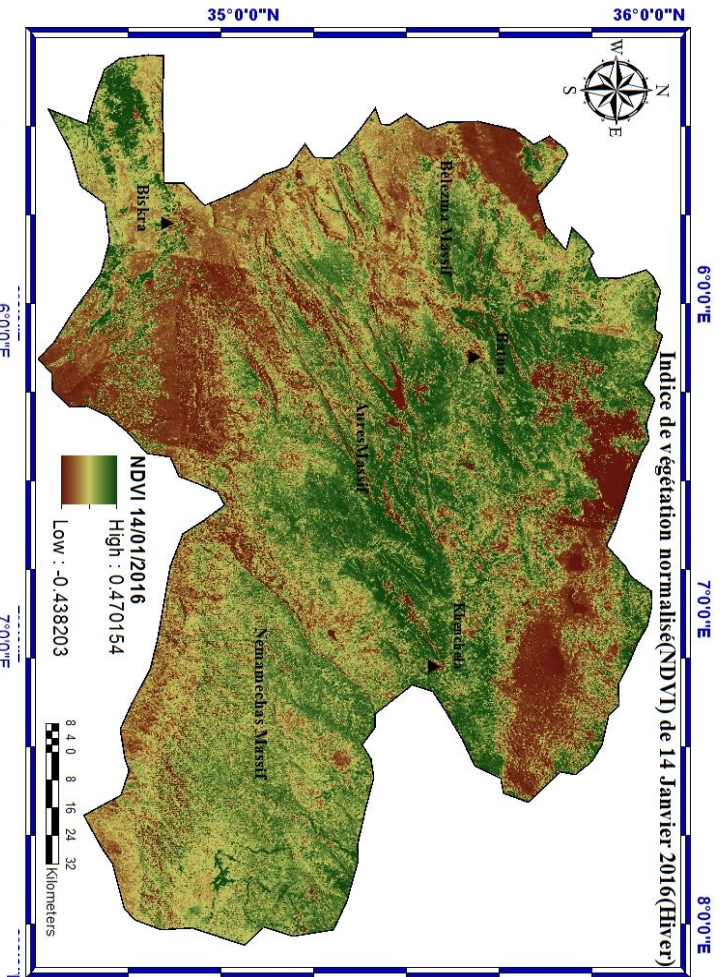 Indice de végétation normalisé(NDVI) de 14 Janvier 2016(Hiver)
6°0'0"E
7°0'0"E
8°0'0"E
36°0'0"N
35°0'0"N
N
W
E
S
Belezma Massif
Batna
Khenchela
Aures Massif
Nemamechas Massif
Biskra
NDVI 14/01/2016
High : 0.470154
Low : -0.438203
8 4 0 8 16 24 32
Kilometers
6°0'0"E
7°0'0"E